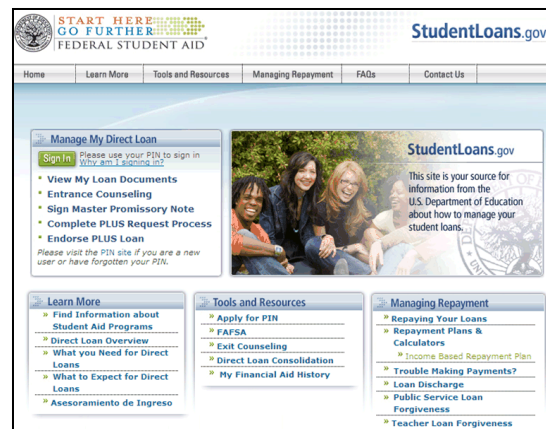 START HERE
GO FURTHER
FEDERAL STUDENT AID
StudentLoans.gov
Home
Learn More
Tools and Resources
Managing Repayment
FAQs
Contact Us
Manage My Direct Loan
Sign In
Please use your PIN to sign in
Why am I signing in?
View My Loan Documents
Entrance Counseling
Sign Master Promissory Note
Complete PLUS Request Process
Endorse PLUS Loan
Please visit the PIN site if you are a new
user or have forgotten your PIN.
StudentLoans.gov
This site is your source for
information from the
U.S. Department of Education
about how to manage your
student loans.
Learn More
» Find Information about
Student Aid Programs
» Direct Loan Overview
» What you Need for Direct
Loans
» What to Expect for Direct
Loans
» Asesoramiento de Ingreso
Tools and Resources
» Apply for PIN
» FAFSA
» Exit Counseling
» Direct Loan Consolidation
» My Financial Aid History
Managing Repayment
» Repaying Your Loans
» Repayment Plans &
Calculators
» Income Based Repayment Plan
» Trouble Making Payments?
» Loan Discharge
» Public Service Loan
Forgiveness
» Teacher Loan Forgiveness